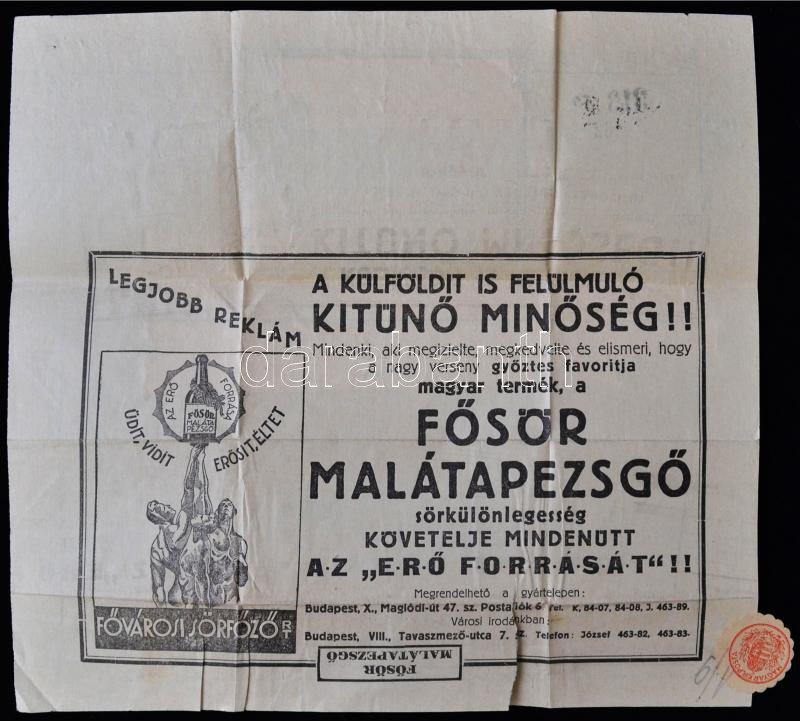 LEGJOBB REKLÁM
AZ ERŐ FORRÁSA
FŐSÖR
MALÁTA
PEZSGŐ
ÜDIT, VIDIT
ERŐSIT, ÉLTET
FŐVÁROSI SÖRFŐZŐ RT
A KÜLFÖLDIT IS FELÜLMULÓ
KITÜNŐ MINŐSÉG!!
Mindenki, aki megizlelte, megkedvelte és elismeri, hogy
a nagy verseny győztes favoritja
magyar termék, a
FŐSÖR
MALÁTAPEZSGŐ
sörkülönlegesség
KÖVETELJE MINDENÜTT
A·Z „E·R·Ő F·O·R·R·Á·S·Á·T"!!
Megrendelhető a gyártelepen:
Budapest, X., Maglódi-út 47. sz. Postafiók 6 Tel. K, 84-07, 84-08, J. 463-89.
Városi irodánkban:
Budapest, VIII., Tavaszmező-utca 7. sz. Telefon: József 463-82, 463-83.
FŐSÖR
MALÁTAPEZSGŐ
darabanth